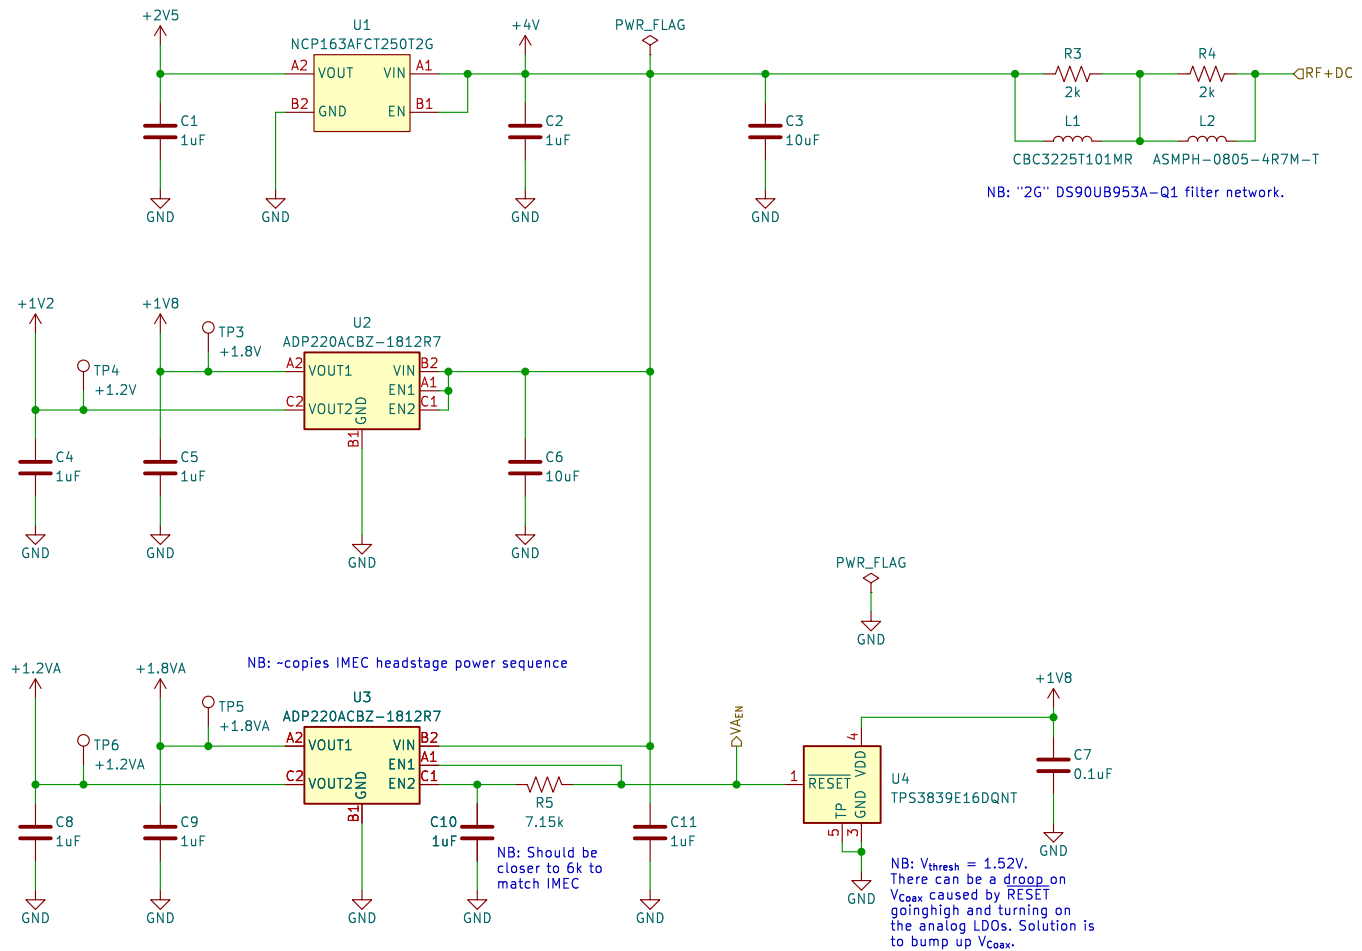 +2V5
U1
NCP163AFCT250T2G
+4V
PWR_FLAG
A2 VOUT VIN A1
B2 GND EN B1
C1
1uF
C2
1uF
C3
10uF
R3
2k
R4
2k
RF+DC
L1
CBC3225T101MR
L2
ASMPH-0805-4R7M-T
GND
GND
GND
GND
NB: "2G" DS90UB953A-Q1 filter network.
+1V2
+1V8
TP4
+1.2V
TP3
+1.8V
U2
ADP220ACBZ-1812R7
A2 VOUT1 VIN B2
EN1 A1
C2 VOUT2 GND EN2 C1
B1
C4
1uF
C5
1uF
C6
10uF
GND
GND
GND
GND
PWR_FLAG
GND
NB: ~copies IMEC headstage power sequence
+1.2VA
+1.8VA
TP6
+1.2VA
TP5
+1.8VA
U3
ADP220ACBZ-1812R7
A2 VOUT1 VIN B2
EN1 A1
C2 VOUT2 GND EN2 C1
B1
VA_EN
R5
7.15k
C8
1uF
C9
1uF
C10
1uF
C11
1uF
NB: Should be
closer to 6k to
match IMEC
GND
GND
GND
GND
GND
+1V8
4
VDD
1 RESET
U4
TPS3839E16DQNT
TP GND
5 3
C7
0.1uF
GND
GND
NB: Vthresh = 1.52V.
There can be a droop on
VCoax caused by RESET
goinghigh and turning on
the analog LDOs. Solution is
to bump up VCoax.